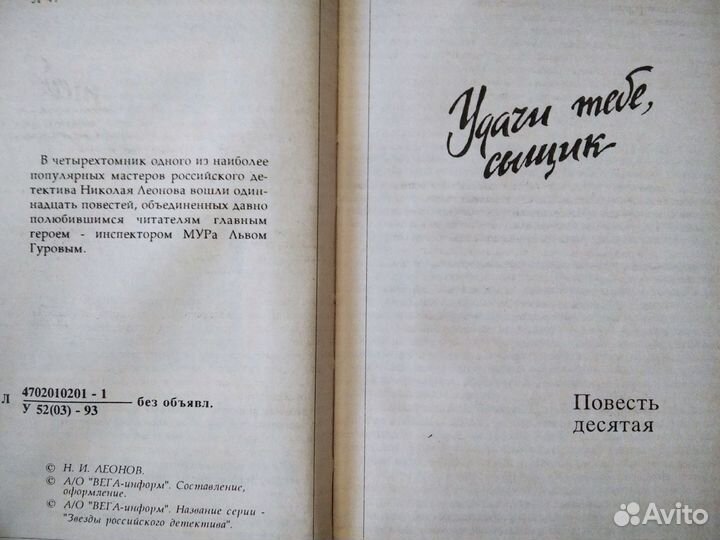 В четырехтомник одного из наиболее
популярных мастеров российского де-
тектива Николая Леонова вошли один-
надцать повестей, объединенных давно
полюбившимся читателям главным
героем - инспектором МУРа Львом
Гуровым.
Л 4702010201 - 1 без объявл.
У 52(03) - 93
© Н. И. ЛЕОНОВ.
© А/О "ВЕГА-информ". Составление,
оформление.
© А/О "ВЕГА-информ". Название серии -
"Звезды российского детектива".
Удачи тебе,
сыщик
Повесть
десятая
Avito